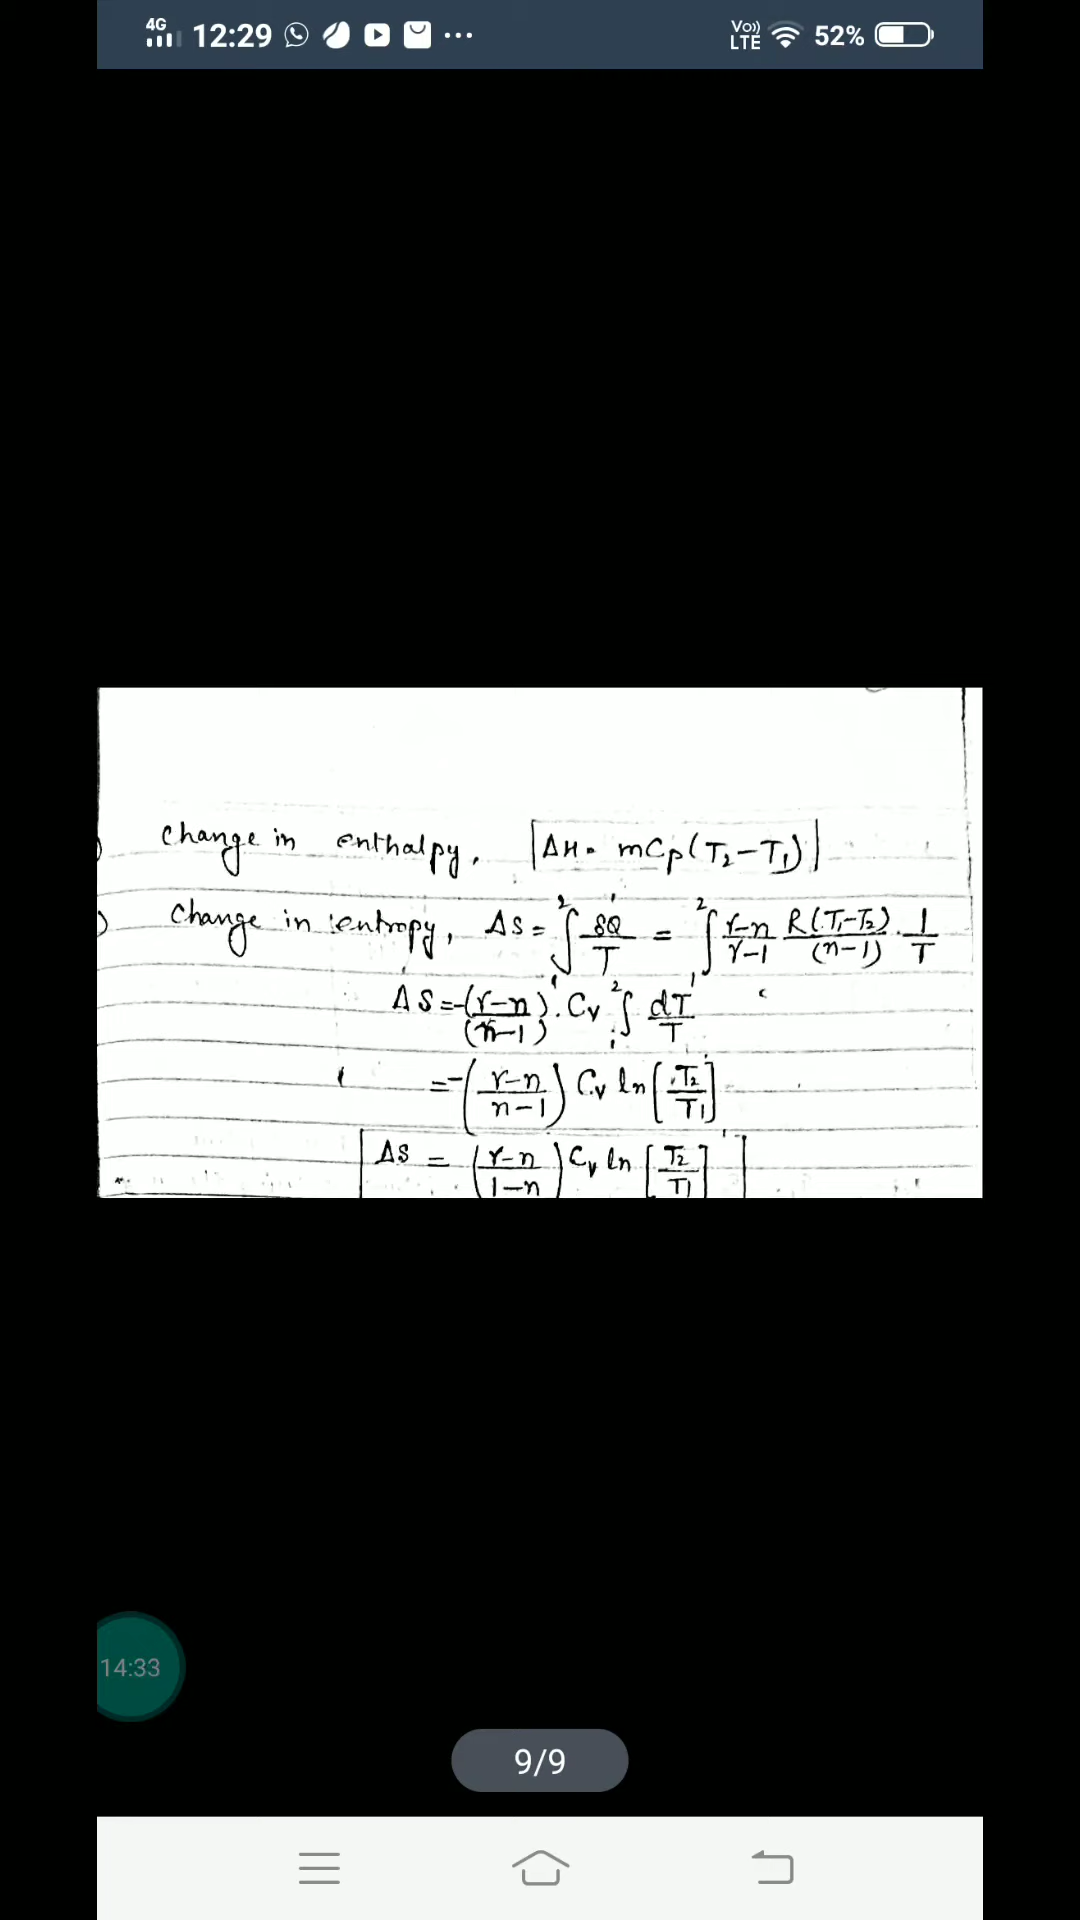 4G 12:29 ... Vo)) LTE 52%
Change in enthalpy, ΔH = mCp(T₂-T₁)
Change in entropy, ΔS = ∫₁² δQ/T = ∫₁² (γ-n)/(γ-1) R(T₁-T₂)/(n-1) . 1/T
ΔS = -(γ-n)/(n-1) . Cv ∫₁² dT/T
= -((γ-n)/(n-1)) Cv ln [T₂/T₁]
ΔS = ((γ-n)/(1-n)) Cv ln [T₂/T₁]
14:33
9/9